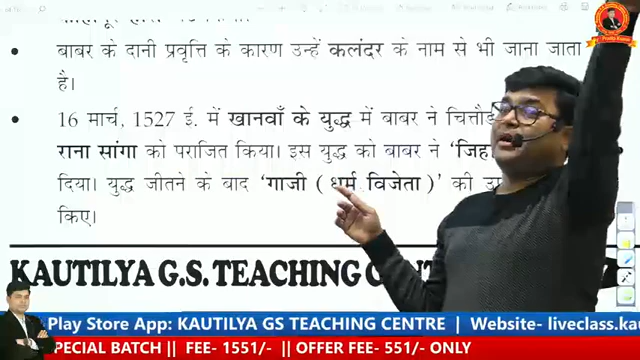 बाबर के दानी प्रवृत्ति के कारण उन्हें कलंदर के नाम से भी जाना जाता
है।
16 मार्च, 1527 ई. में खानवाँ के युद्ध में बाबर ने
राना सांगा को पराजित किया। इस युद्ध को बाबर ने
दिया। युद्ध जीतने के बाद 'गाजी ( धर्म विजेता )' की
किए।
KAUTILYA G.S. TEACHING
Play Store App: KAUTILYA GS TEACHING CENTRE | Website- liveclass.kau
PECIAL BATCH || FEE- 1551/- || OFFER FEE- 551/- ONLY